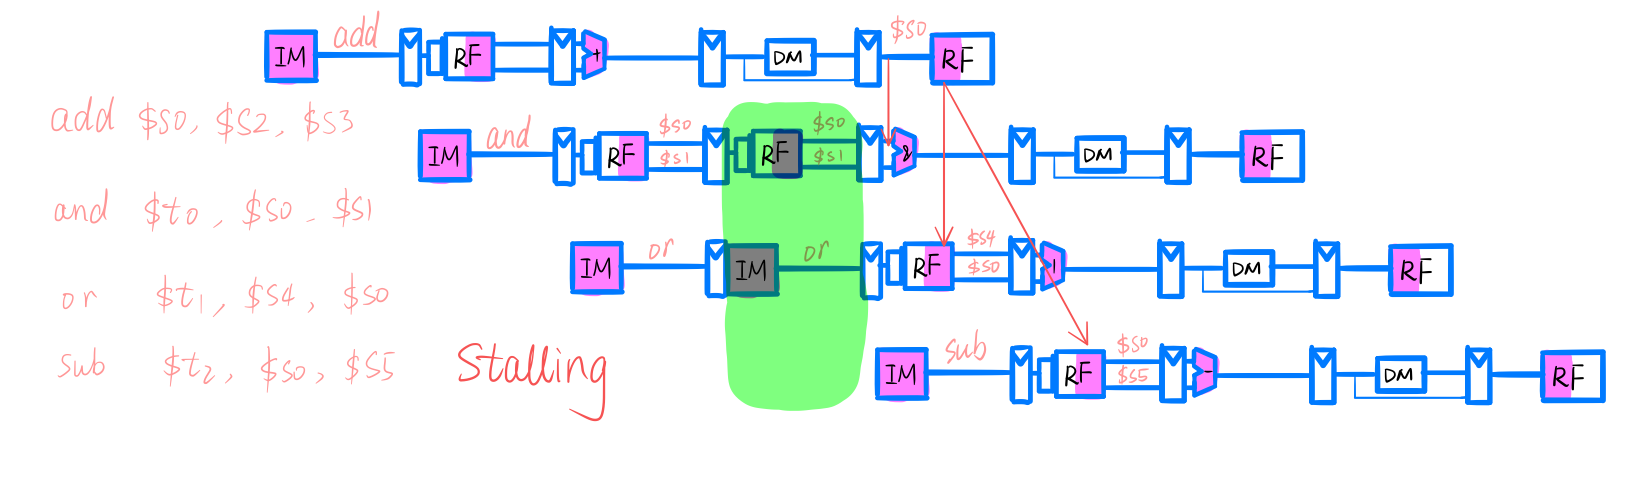 add $S0
IM RF + DM RF
add $S0, $S2, $S3
and $S0 $S0
IM RF $S1 RF $S1 & DM RF
and $t0, $S0 - $S1
or or $S4
IM IM RF $S0 | DM RF
or $t1, $S4, $S0
sub $t2, $S0, $S5
Stalling
sub $S0
IM RF $S5 - DM RF